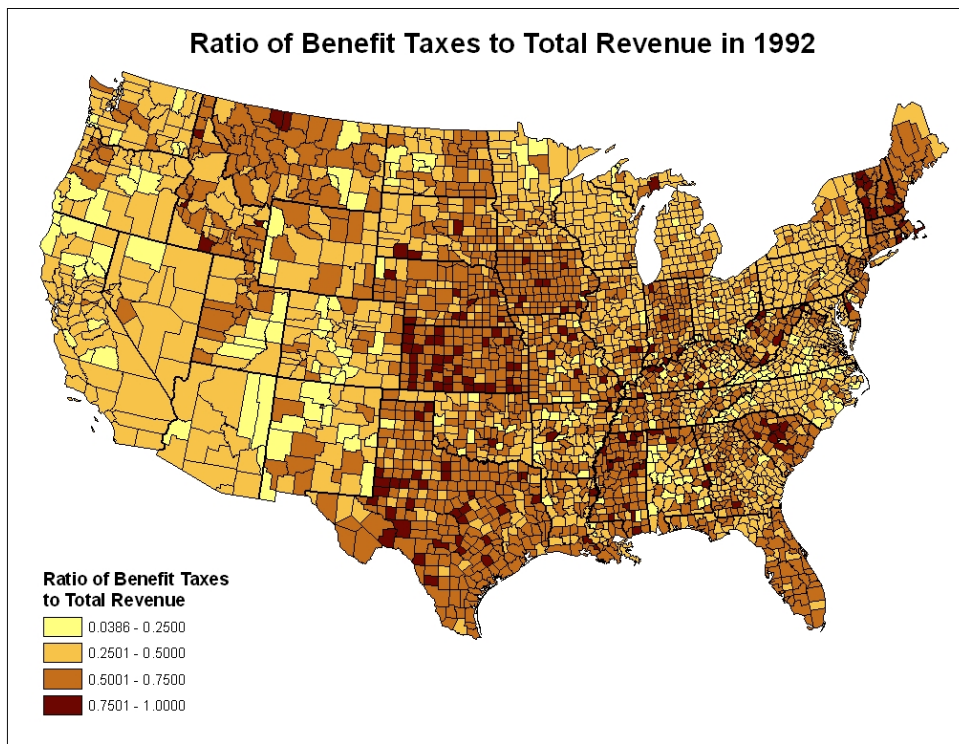 Ratio of Benefit Taxes to Total Revenue in 1992
Ratio of Benefit Taxes
to Total Revenue
0.0386 - 0.2500
0.2501 - 0.5000
0.5001 - 0.7500
0.7501 - 1.0000